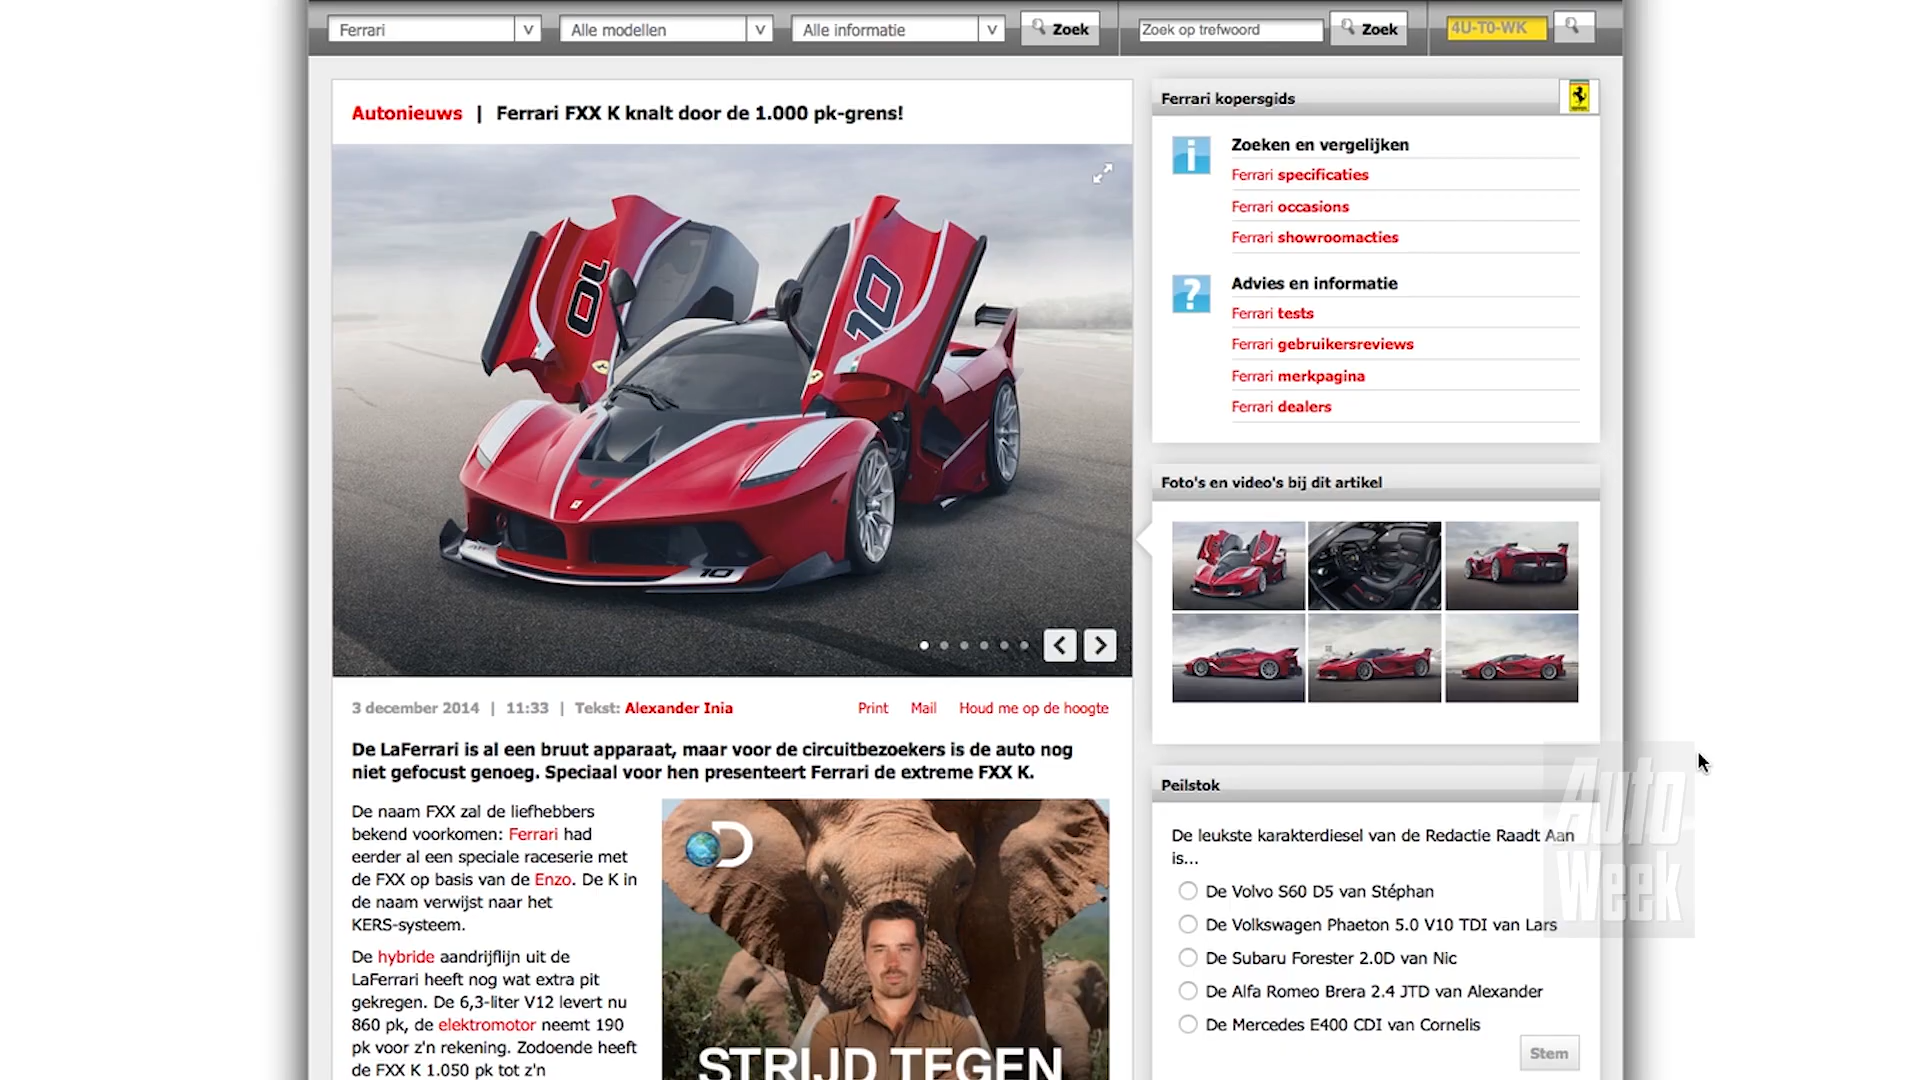 Ferrari
Alle modellen
Alle informatie
Zoek
Zoek op trefwoord
Zoek
4U-T0-WK
Autonieuws | Ferrari FXX K knalt door de 1.000 pk-grens!
10
10
10
3 december 2014 | 11:33 | Tekst: Alexander Inia
Print
Mail
Houd me op de hoogte
De LaFerrari is al een bruut apparaat, maar voor de circuitbezoekers is de auto nog
niet gefocust genoeg. Speciaal voor hen presenteert Ferrari de extreme FXX K.
De naam FXX zal de liefhebbers
bekend voorkomen: Ferrari had
eerder al een speciale raceserie met
de FXX op basis van de Enzo. De K in
de naam verwijst naar het
KERS-systeem.
De hybride aandrijflijn uit de
LaFerrari heeft nog wat extra pit
gekregen. De 6,3-liter V12 levert nu
860 pk, de elektromotor neemt 190
pk voor z'n rekening. Zodoende heeft
de FXX K 1.050 pk tot z'n
D
STRIJD TEGEN
Ferrari kopersgids
Zoeken en vergelijken
Ferrari specificaties
Ferrari occasions
Ferrari showroomacties
Advies en informatie
Ferrari tests
Ferrari gebruikersreviews
Ferrari merkpagina
Ferrari dealers
Foto's en video's bij dit artikel
Peilstok
De leukste karakterdiesel van de Redactie Raadt Aan
is...
De Volvo S60 D5 van Stéphan
De Volkswagen Phaeton 5.0 V10 TDI van Lars
De Subaru Forester 2.0D van Nic
De Alfa Romeo Brera 2.4 JTD van Alexander
De Mercedes E400 CDI van Cornelis
Stem
Auto
Week